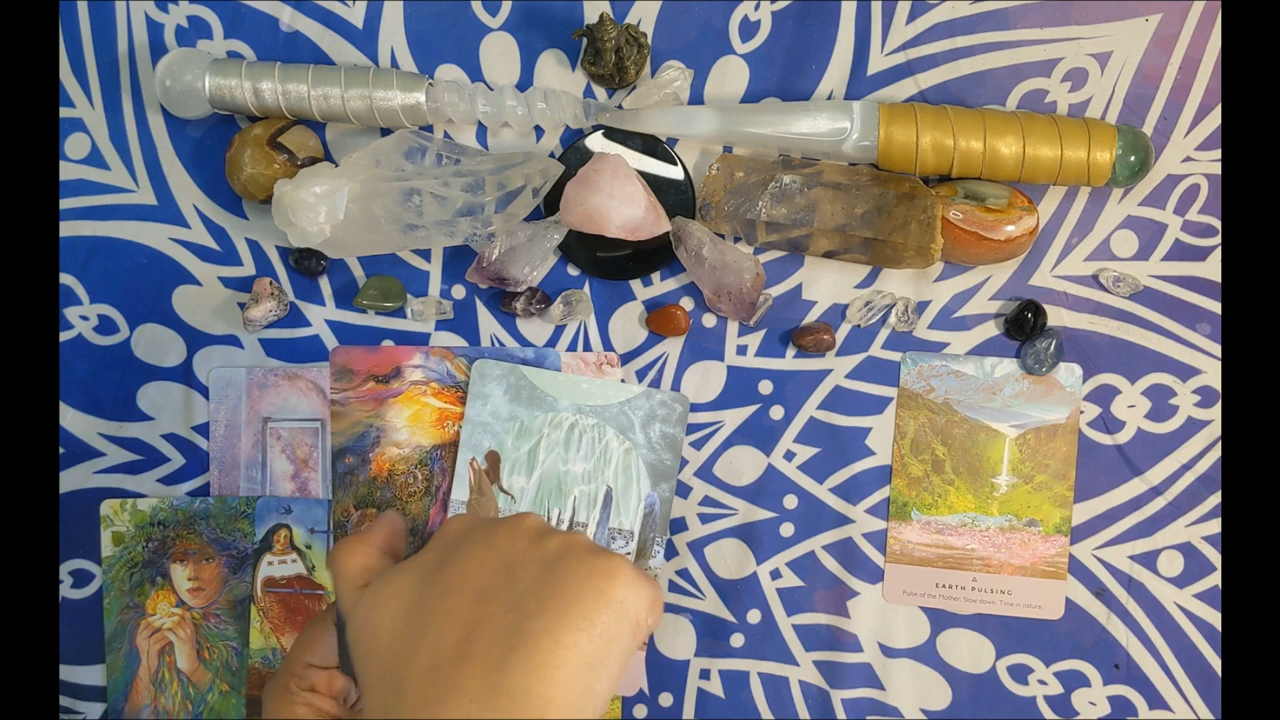 EARTH PULSING
Pulse of the Mother. Slow down. Time in nature.